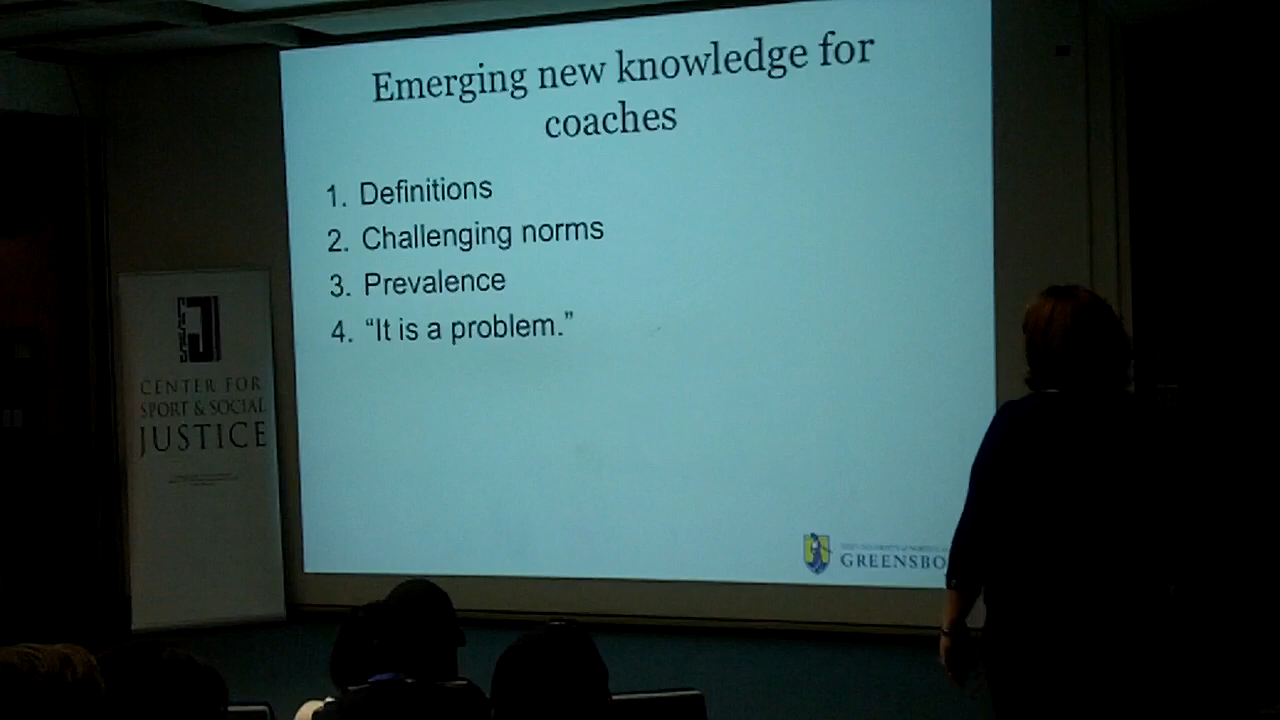 Emerging new knowledge for
coaches
1. Definitions
2. Challenging norms
3. Prevalence
4. “It is a problem.”
GREENSBO
CENTER FOR
SPORT & SOCIAL
JUSTICE